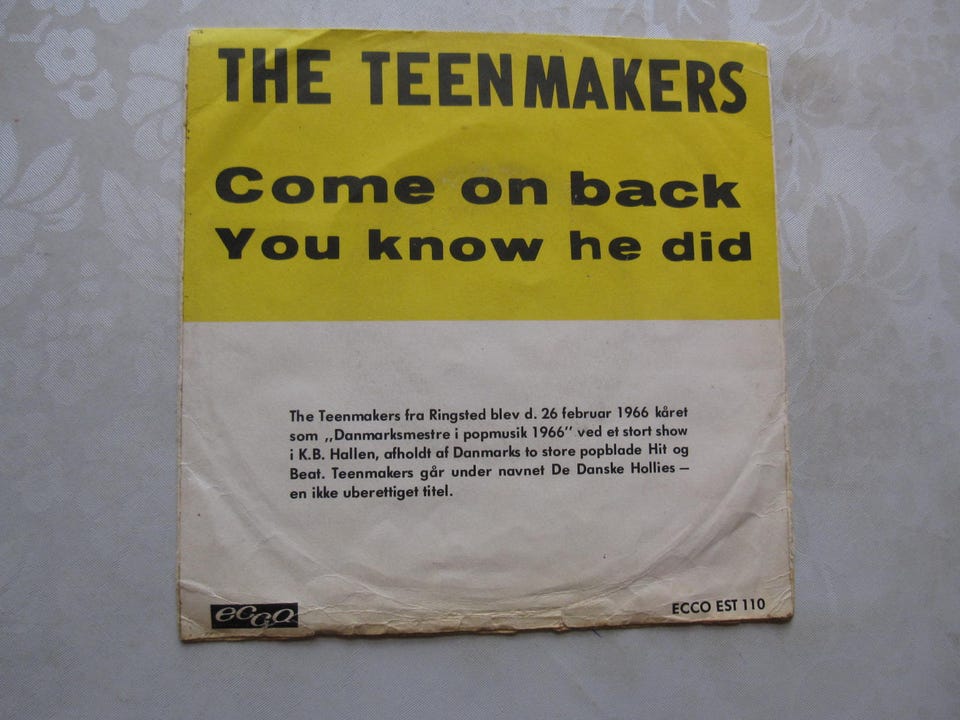 THE TEENMAKERS
Come on back
You know he did
The Teenmakers fra Ringsted blev d. 26 februar 1966 kåret
som „Danmarksmestre i popmusik 1966" ved et stort show
i K.B. Hallen, afholdt af Danmarks to store popblade Hit og
Beat. Teenmakers går under navnet De Danske Hollies —
en ikke uberettiget titel.
ecco
ECCO EST 110